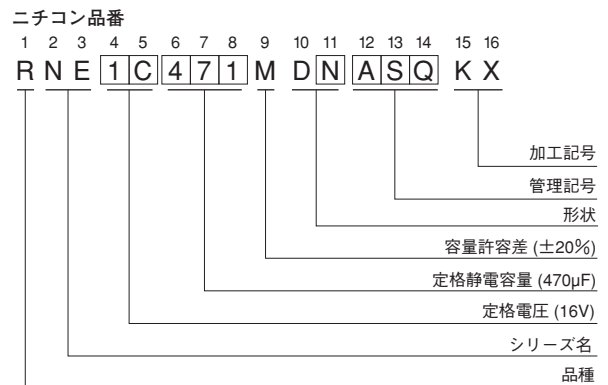 ニチコン品番
1 2 3 4 5 6 7 8 9 10 11 12 13 14 15 16
R N E 1 C 4 7 1 M D N A S Q K X
加工記号
管理記号
形状
容量許容差 (±20%)
定格静電容量 (470µF)
定格電圧 (16V)
シリーズ名
品種